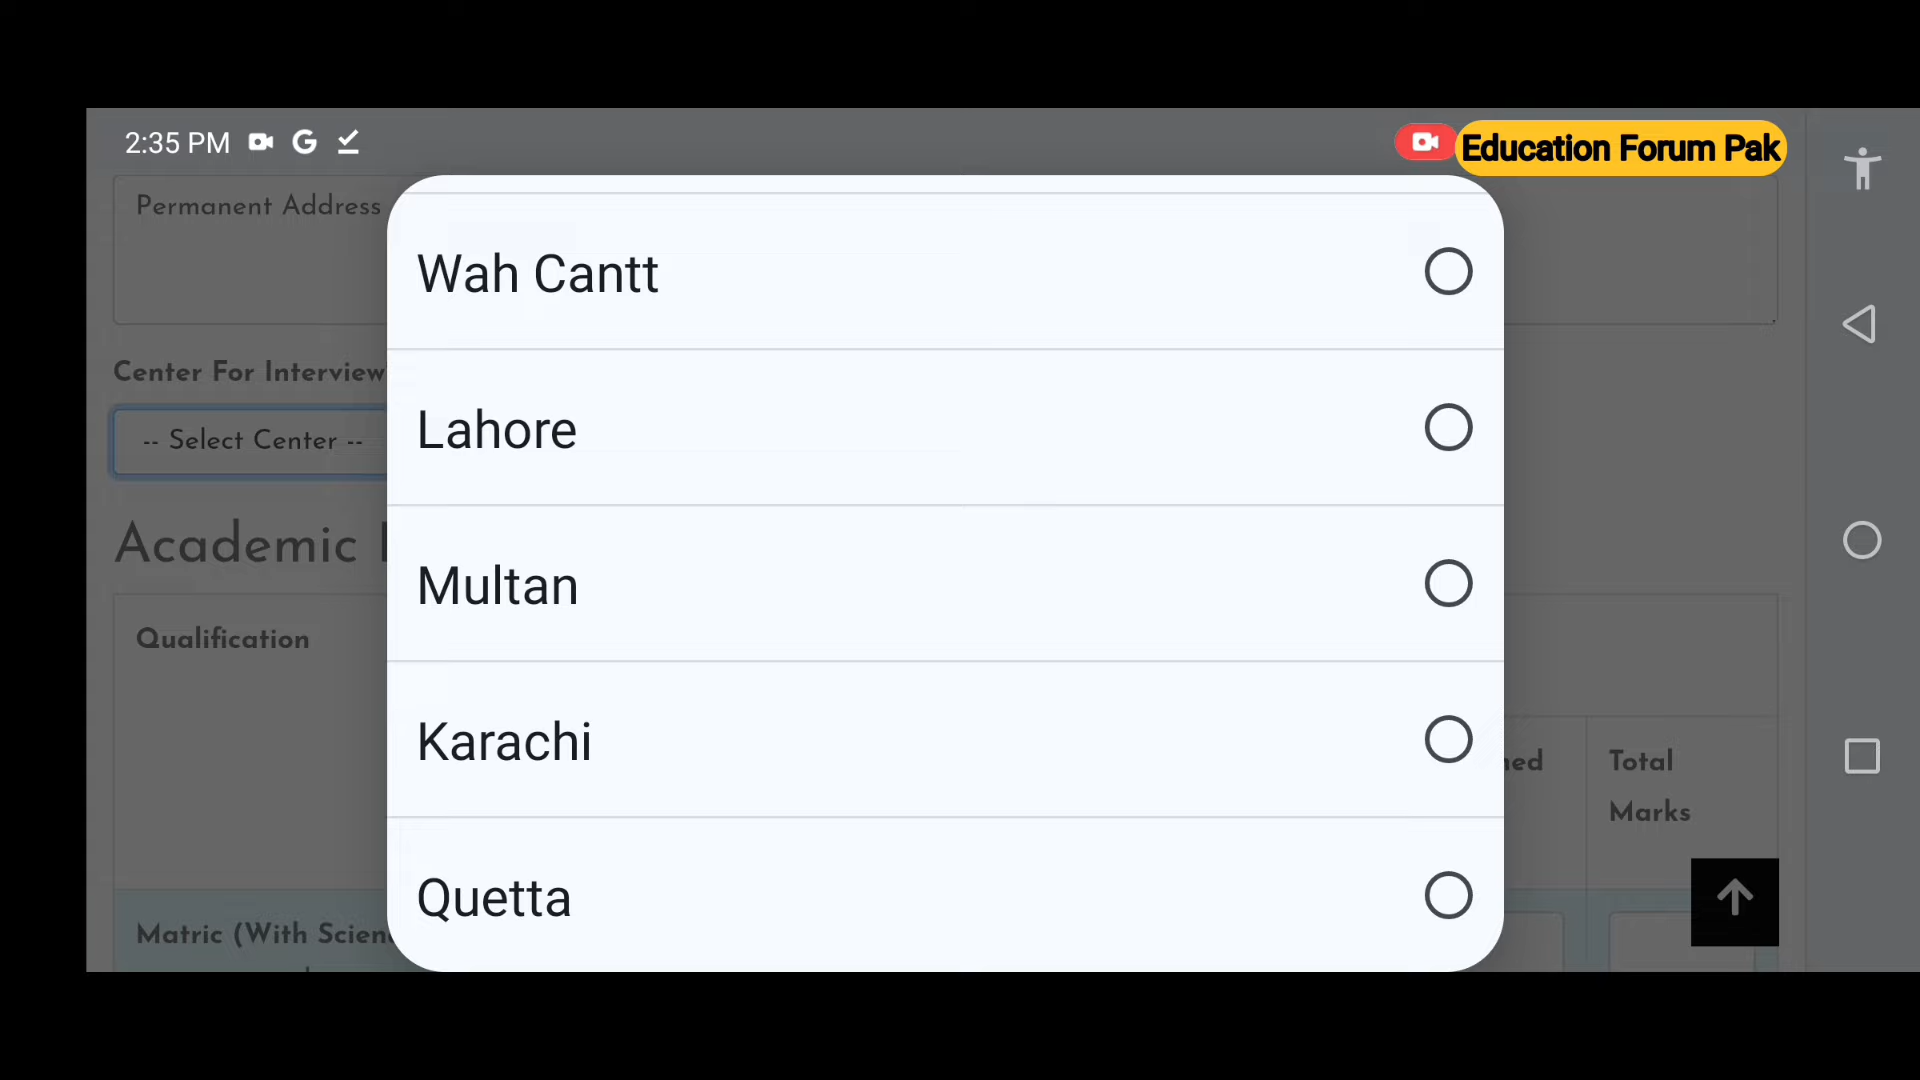 2:35 PM
Education Forum Pak
Permanent Address
Wah Cantt
Center For Interview
Lahore
-- Select Center --
Academic
Multan
Qualification
Karachi
Total
Marks
Quetta
Matric (With